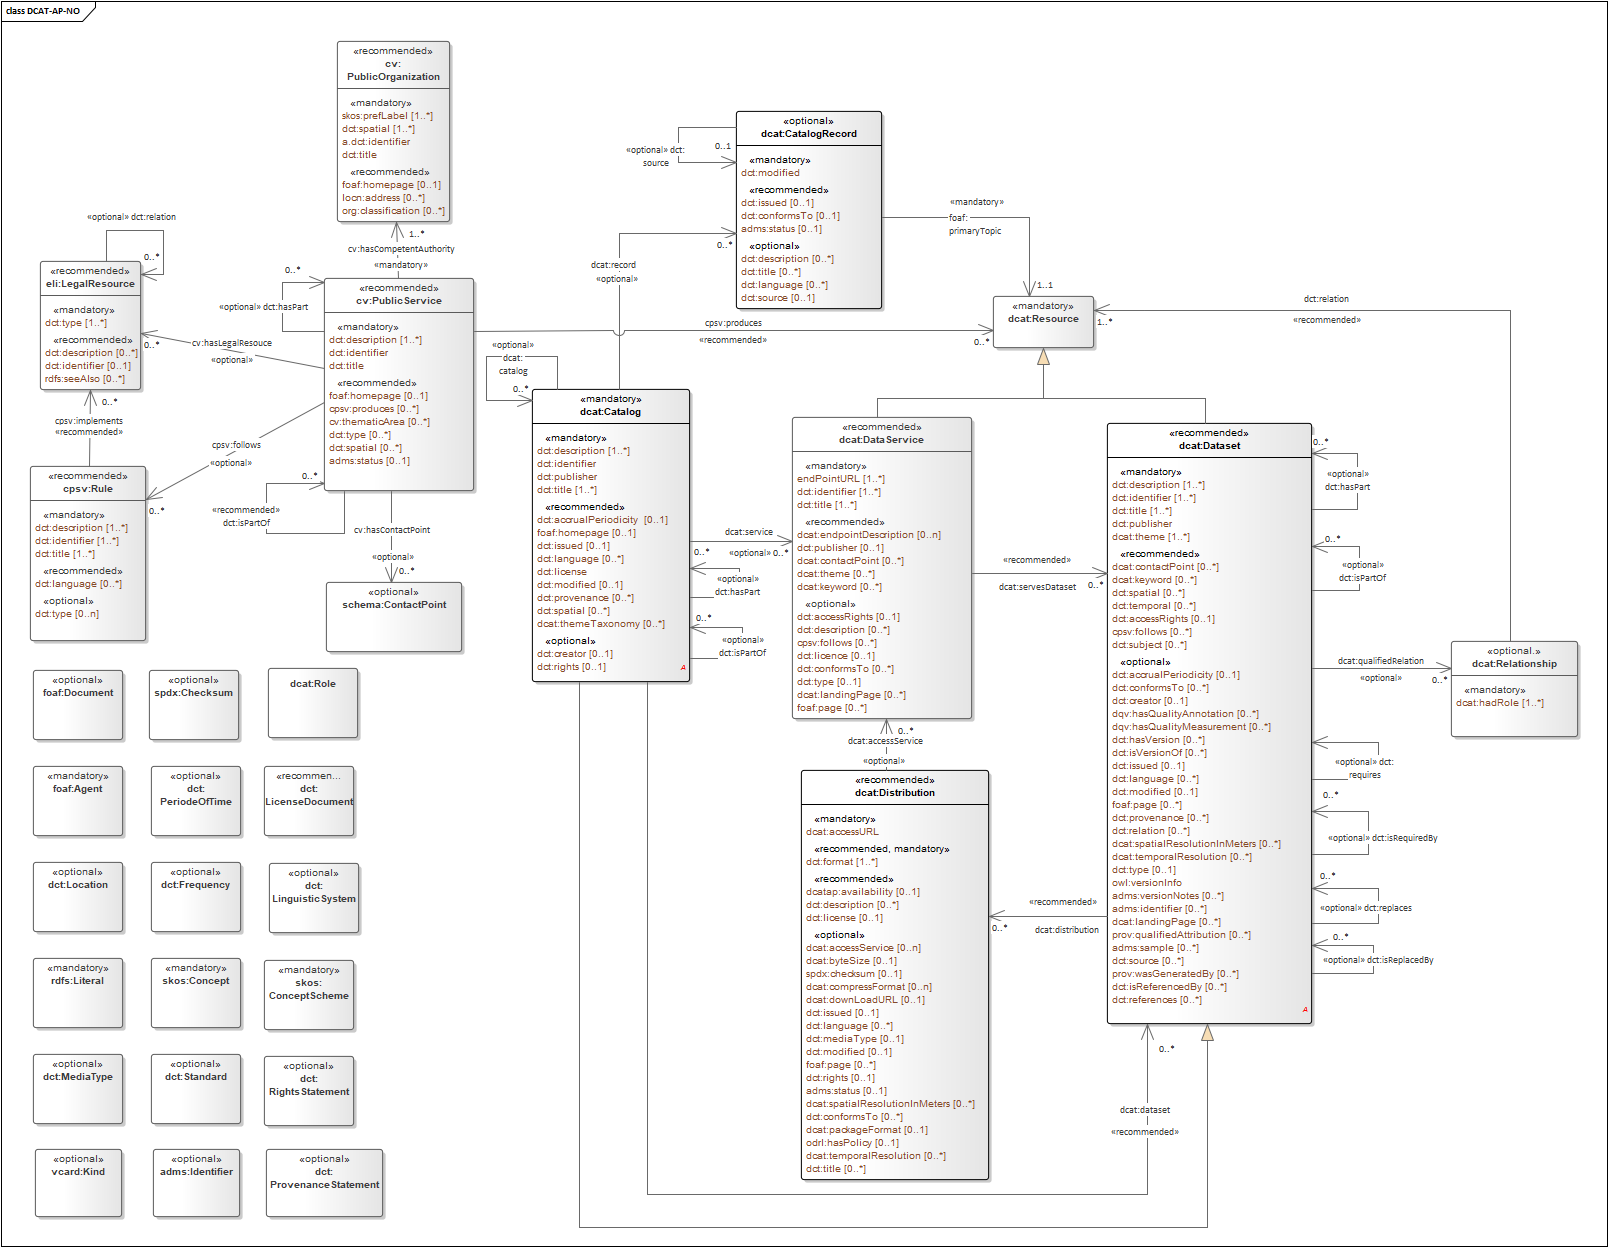 class DCAT-AP-NO
«recommended»
cv:
PublicOrganization
«mandatory»
skos:prefLabel [1..*]
dct:spatial [1..*]
a.dct:identifier
dct:title
«recommended»
foaf:homepage [0..1]
locn:address [0..*]
org:classification [0..*]
1..*
cv:hasCompetentAuthority
«mandatory»
«optional» dct:relation
0..*
«recommended»
eli:LegalResource
«mandatory»
dct:type [1..*]
«recommended»
dct:description [0..*]
dct:identifier [0..1]
rdfs:seeAlso [0..*]
0..*
cv:hasLegalResouce
«optional»
0..*
«optional» dct:hasPart
«recommended»
cv:PublicService
«mandatory»
dct:description [1..*]
dct:identifier
dct:title
«recommended»
foaf:homepage [0..1]
cpsv:produces [0..*]
cv:thematicArea [0..*]
dct:type [0..*]
dct:spatial [0..*]
adms:status [0..1]
0..*
cpsv:implements
«recommended»
cpsv:follows
«optional»
0..*
0..*
«recommended»
dct:isPartOf
«recommended»
cpsv:Rule
«mandatory»
dct:description [1..*]
dct:identifier [1..*]
dct:title [1..*]
«recommended»
dct:language [0..*]
«optional»
dct:type [0..n]
cv:hasContactPoint
«optional»
0..*
«optional»
schema:ContactPoint
«optional»
dcat:CatalogRecord
«mandatory»
dct:modified
«recommended»
dct:issued [0..1]
dct:conformsTo [0..1]
adms:status [0..1]
«optional»
dct:description [0..*]
dct:title [0..*]
dct:language [0..*]
dct:source [0..1]
0..1
«optional» dct:
source
0..*
dcat:record
«optional»
«mandatory»
foaf:
primaryTopic
1..1
«mandatory»
dcat:Resource
cpsv:produces
«recommended»
0..*
dct:relation
«recommended»
1..*
«optional»
dcat:
catalog
0..*
«mandatory»
dcat:Catalog
«mandatory»
dct:description [1..*]
dct:identifier
dct:publisher
dct:title [1..*]
«recommended»
dct:accrualPeriodicity [0..1]
foaf:homepage [0..1]
dct:issued [0..1]
dct:language [0..*]
dct:license
dct:modified [0..1]
dct:provenance [0..*]
dct:spatial [0..*]
dcat:themeTaxonomy [0..*]
«optional»
dct:creator [0..1]
dct:rights [0..1]
A
dcat:service
«optional» 0..*
0..*
«optional»
dct:hasPart
0..*
«optional»
dct:isPartOf
«recommended»
dcat:DataService
«mandatory»
endPointURL [1..*]
dct:identifier [1..*]
dct:title [1..*]
«recommended»
dcat:endpointDescription [0..n]
dct:publisher [0..1]
dcat:contactPoint [0..*]
dcat:theme [0..*]
dcat:keyword [0..*]
«optional»
dct:accessRights [0..1]
dct:description [0..*]
cpsv:follows [0..*]
dct:licence [0..1]
dct:conformsTo [0..*]
dct:type [0..1]
dcat:landingPage [0..*]
foaf:page [0..*]
«recommended»
dcat:servesDataset
0..*
0..*
dcat:accessService
«optional»
«recommended»
dcat:Distribution
«mandatory»
dcat:accessURL
«recommended, mandatory»
dct:format [1..*]
«recommended»
dcatap:availability [0..1]
dct:description [0..*]
dct:license [0..1]
«optional»
dcat:accessService [0..n]
dcat:byteSize [0..1]
spdx:checksum [0..1]
dcat:compressFormat [0..n]
dcat:downLoadURL [0..1]
dct:issued [0..1]
dct:language [0..*]
dct:mediaType [0..1]
dct:modified [0..1]
foaf:page [0..*]
dct:rights [0..1]
adms:status [0..1]
dcat:spatialResolutionInMeters [0..*]
dct:conformsTo [0..*]
dcat:packageFormat [0..1]
odrl:hasPolicy [0..1]
dcat:temporalResolution [0..*]
dct:title [0..*]
«recommended»
0..*
dcat:distribution
«recommended»
dcat:Dataset
«mandatory»
dct:description [1..*]
dct:identifier [1..*]
dct:title [1..*]
dct:publisher
dcat:theme [1..*]
«recommended»
dcat:contactPoint [0..*]
dcat:keyword [0..*]
dct:spatial [0..*]
dct:temporal [0..*]
dct:accessRights [0..1]
cpsv:follows [0..*]
dct:subject [0..*]
«optional»
dct:accrualPeriodicity [0..1]
dct:conformsTo [0..*]
dct:creator [0..1]
dqv:hasQualityAnnotation [0..*]
dqv:hasQualityMeasurement [0..*]
dct:hasVersion [0..*]
dct:isVersionOf [0..*]
dct:issued [0..1]
dct:language [0..*]
dct:modified [0..1]
foaf:page [0..*]
dct:provenance [0..*]
dct:relation [0..*]
dcat:spatialResolutionInMeters [0..*]
dcat:temporalResolution [0..*]
dct:type [0..1]
owl:versionInfo
adms:versionNotes [0..*]
adms:identifier [0..*]
dcat:landingPage [0..*]
prov:qualifiedAttribution [0..*]
adms:sample [0..*]
dct:source [0..*]
prov:wasGeneratedBy [0..*]
dct:isReferencedBy [0..*]
dct:references [0..*]
A
0..*
«optional»
dct:hasPart
0..*
«optional»
dct:isPartOf
dcat:qualifiedRelation
«optional»
0..*
«optional.»
dcat:Relationship
«mandatory»
dcat:hadRole [1..*]
«optional» dct:
requires
0..*
«optional» dct:isRequiredBy
0..*
«optional» dct:replaces
0..*
«optional» dct:isReplacedBy
0..*
dcat:dataset
«recommended»
«optional»
foaf:Document
«optional»
spdx:Checksum
dcat:Role
«mandatory»
foaf:Agent
«optional»
dct:
PeriodeOfTime
«recommen...
dct:
LicenseDocument
«optional»
dct:Location
«optional»
dct:Frequency
«optional»
dct:
LinguisticSystem
«mandatory»
rdfs:Literal
«mandatory»
skos:Concept
«mandatory»
skos:
ConceptScheme
«optional»
dct:MediaType
«optional»
dct:Standard
«optional»
dct:
RightsStatement
«optional»
vcard:Kind
«optional»
adms:Identifier
«optional»
dct:
ProvenanceStatement